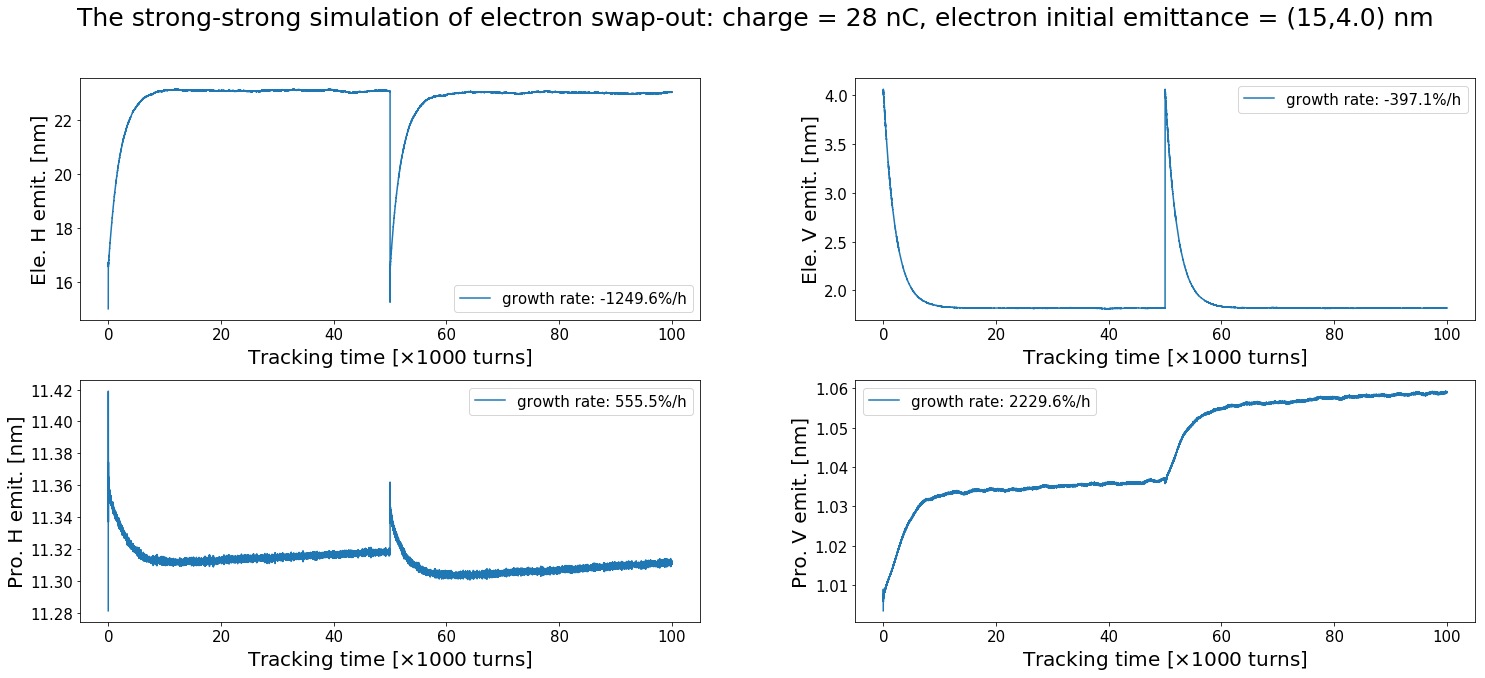 The strong-strong simulation of electron swap-out: charge = 28 nC, electron initial emittance = (15,4.0) nm
Ele. H emit. [nm]
22
20
18
16
growth rate: -1249.6%/h
0 20 40 60 80 100
Tracking time [×1000 turns]
Ele. V emit. [nm]
4.0
3.5
3.0
2.5
2.0
growth rate: -397.1%/h
0 20 40 60 80 100
Tracking time [×1000 turns]
Pro. H emit. [nm]
11.42
11.40
11.38
11.36
11.34
11.32
11.30
11.28
growth rate: 555.5%/h
0 20 40 60 80 100
Tracking time [×1000 turns]
Pro. V emit. [nm]
1.06
1.05
1.04
1.03
1.02
1.01
growth rate: 2229.6%/h
0 20 40 60 80 100
Tracking time [×1000 turns]